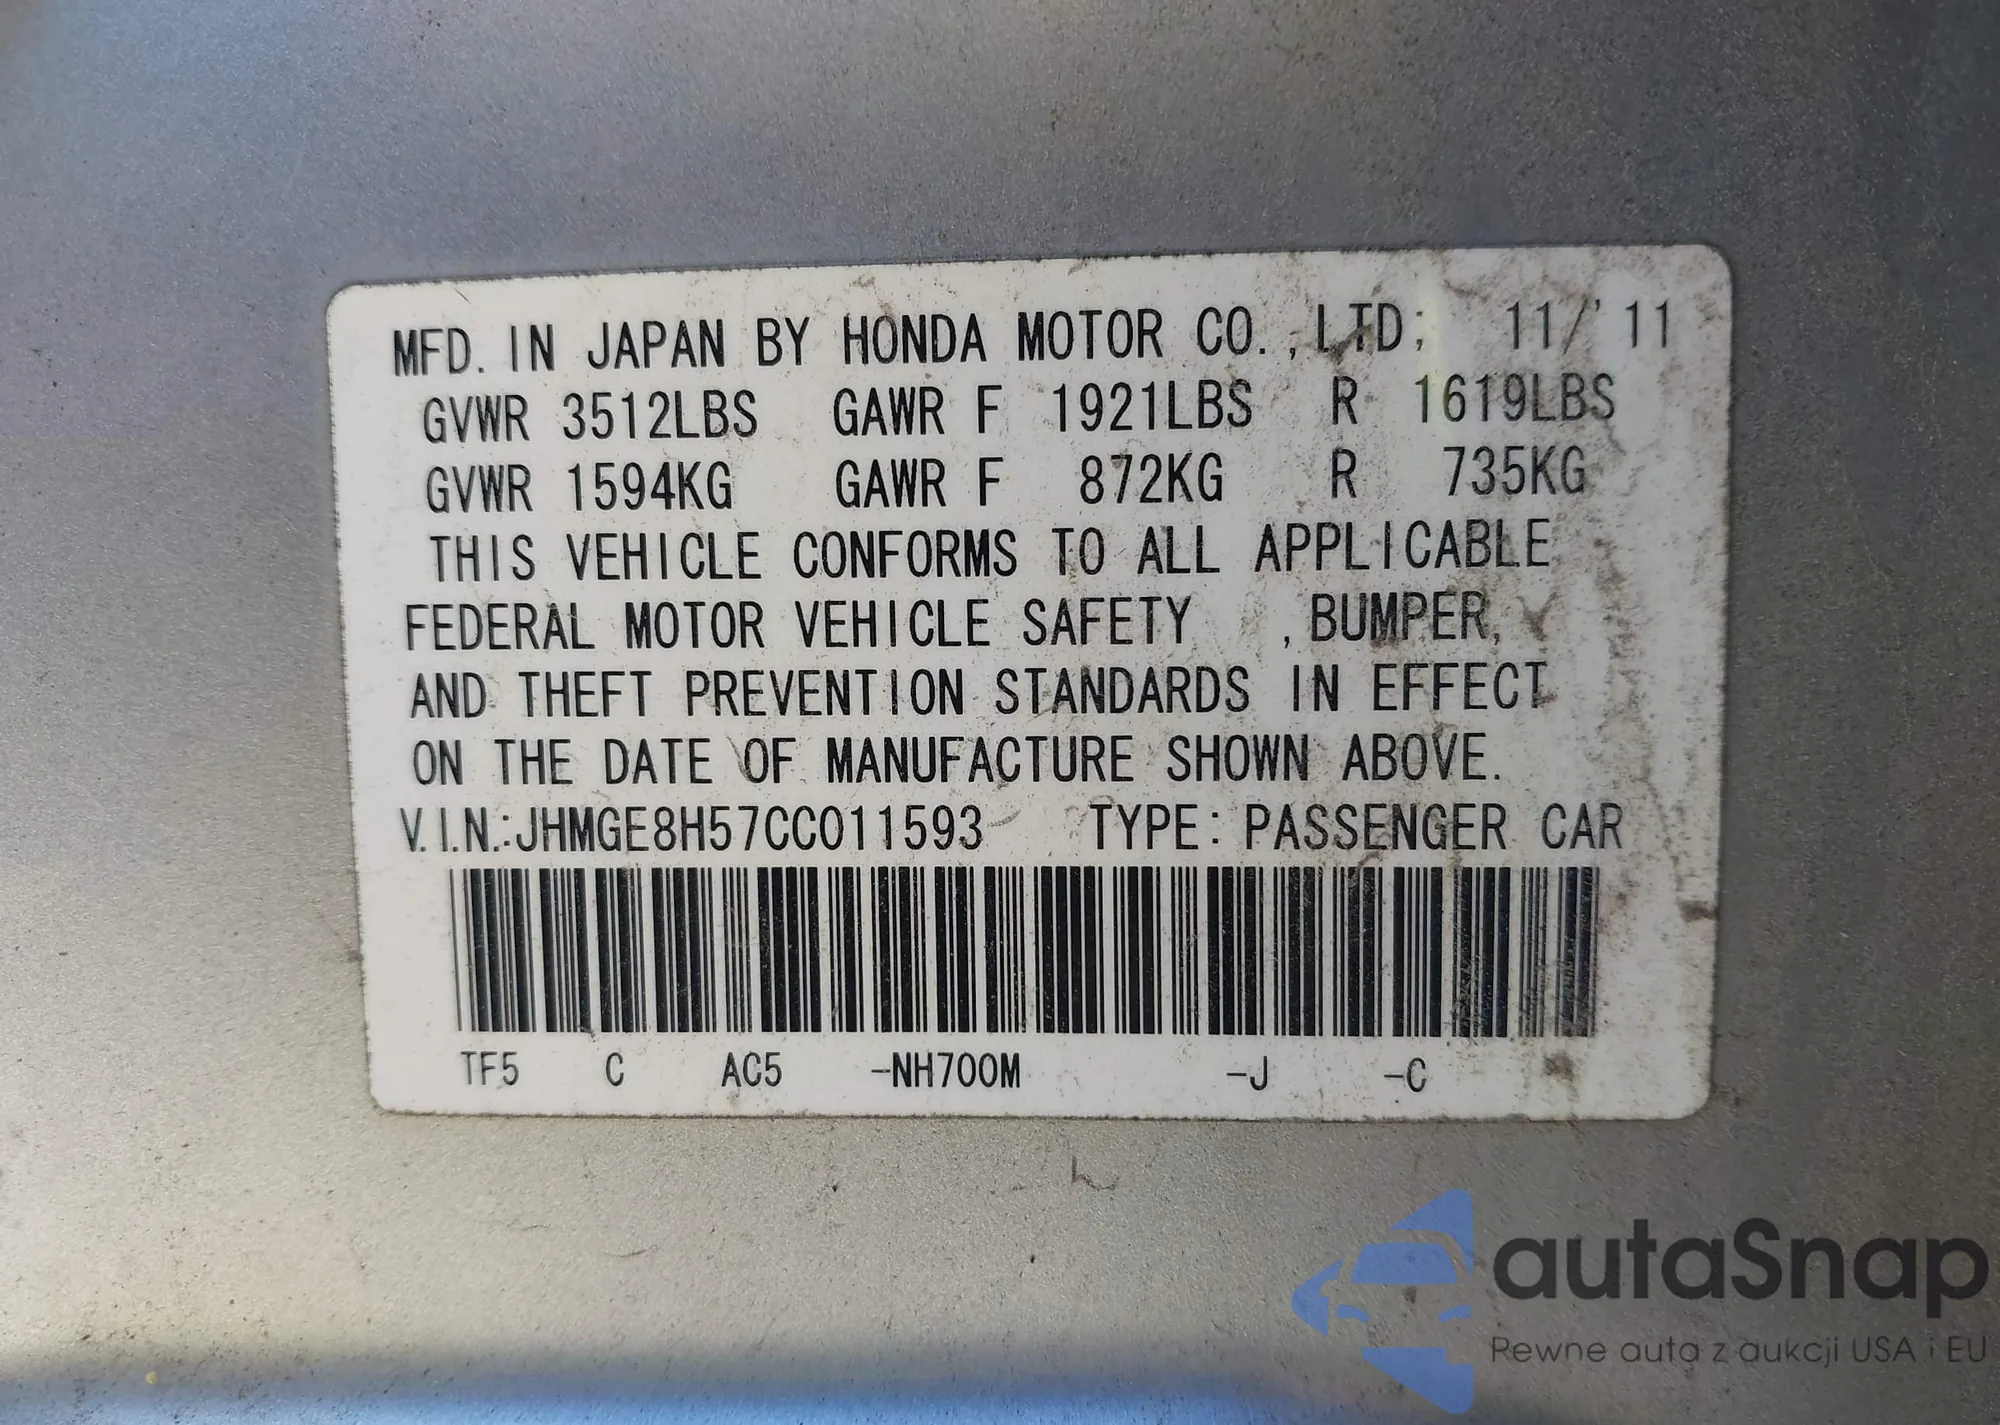 MFD. IN JAPAN BY HONDA MOTOR CO.,LTD; 11/'11
GVWR 3512LBS GAWR F 1921LBS R 1619LBS
GVWR 1594KG GAWR F 872KG R 735KG
THIS VEHICLE CONFORMS TO ALL APPLICABLE
FEDERAL MOTOR VEHICLE SAFETY ,BUMPER,
AND THEFT PREVENTION STANDARDS IN EFFECT
ON THE DATE OF MANUFACTURE SHOWN ABOVE.
V.I.N.:JHMGE8H57CC011593 TYPE: PASSENGER CAR
TF5 C AC5 -NH700M -J -C
autaSnap
Pewne auta z aukcji USA i EU